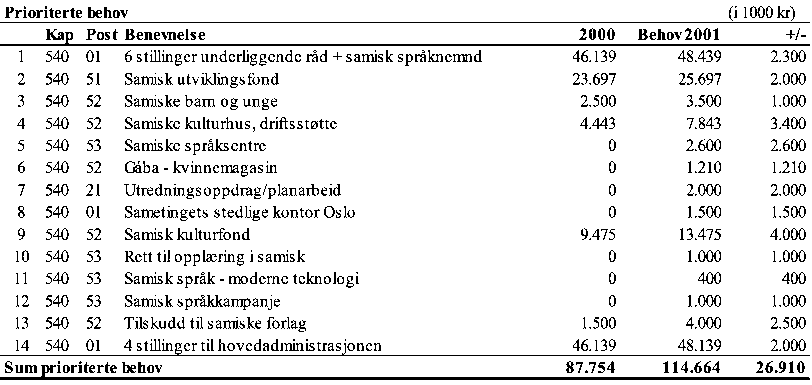 Prioriterte behov (i 1000 kr)
Kap Post Benevnelse 2000 Behov 2001 +/-
1 540 01 6 stillinger underliggende råd + samisk språknemnd 46.139 48.439 2.300
2 540 51 Samisk utviklingsfond 23.697 25.697 2.000
3 540 52 Samiske barn og unge 2.500 3.500 1.000
4 540 52 Samiske kulturhus, driftsstøtte 4.443 7.843 3.400
5 540 53 Samiske språksentre 0 2.600 2.600
6 540 52 Gába - kvinnemagasin 0 1.210 1.210
7 540 21 Utredningsoppdrag/planarbeid 0 2.000 2.000
8 540 01 Sametingets stedlige kontor Oslo 0 1.500 1.500
9 540 52 Samisk kulturfond 9.475 13.475 4.000
10 540 53 Rett til opplæring i samisk 0 1.000 1.000
11 540 53 Samisk språk - moderne teknologi 0 400 400
12 540 53 Samisk språkkampanje 0 1.000 1.000
13 540 52 Tilskudd til samiske forlag 1.500 4.000 2.500
14 540 01 4 stillinger til hovedadministrasjonen 46.139 48.139 2.000
Sum prioriterte behov 87.754 114.664 26.910